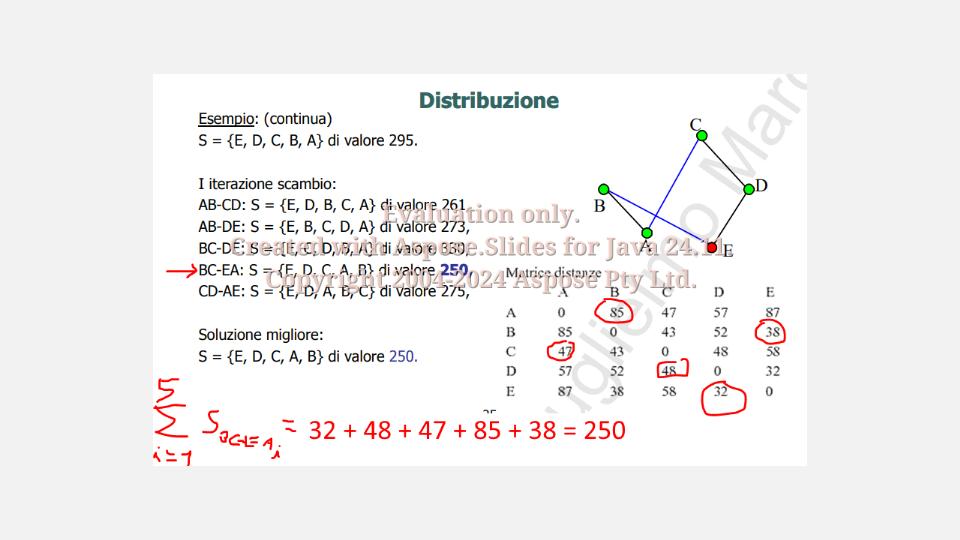 Distribuzione
Esempio: (continua)
S = {E, D, C, B, A} di valore 295.
I iterazione scambio:
AB-CD: S = {E, D, B, C, A} di valore 261,
AB-DE: S = {E, B, C, D, A} di valore 273,
BC-DE: S = {E, C, D, B, A} di valore 330,
BC-EA: S = {E, D, C, A, B} di valore 250,
CD-AE: S = {E, D, A, B, C} di valore 275,
Soluzione migliore:
S = {E, D, C, A, B} di valore 250.
C
D
B
A
E
Evaluation only.
Created with Aspose.Slides for Java 24.11.
Copyright 2004-2024 Aspose Pty Ltd.
Matrice distanze
A B C D E
A 0 85 47 57 87
B 85 0 43 52 38
C 47 43 0 48 58
D 57 52 48 0 32
E 87 38 58 32 0
5
∑ S BC-EA i = 32 + 48 + 47 + 85 + 38 = 250
i=1